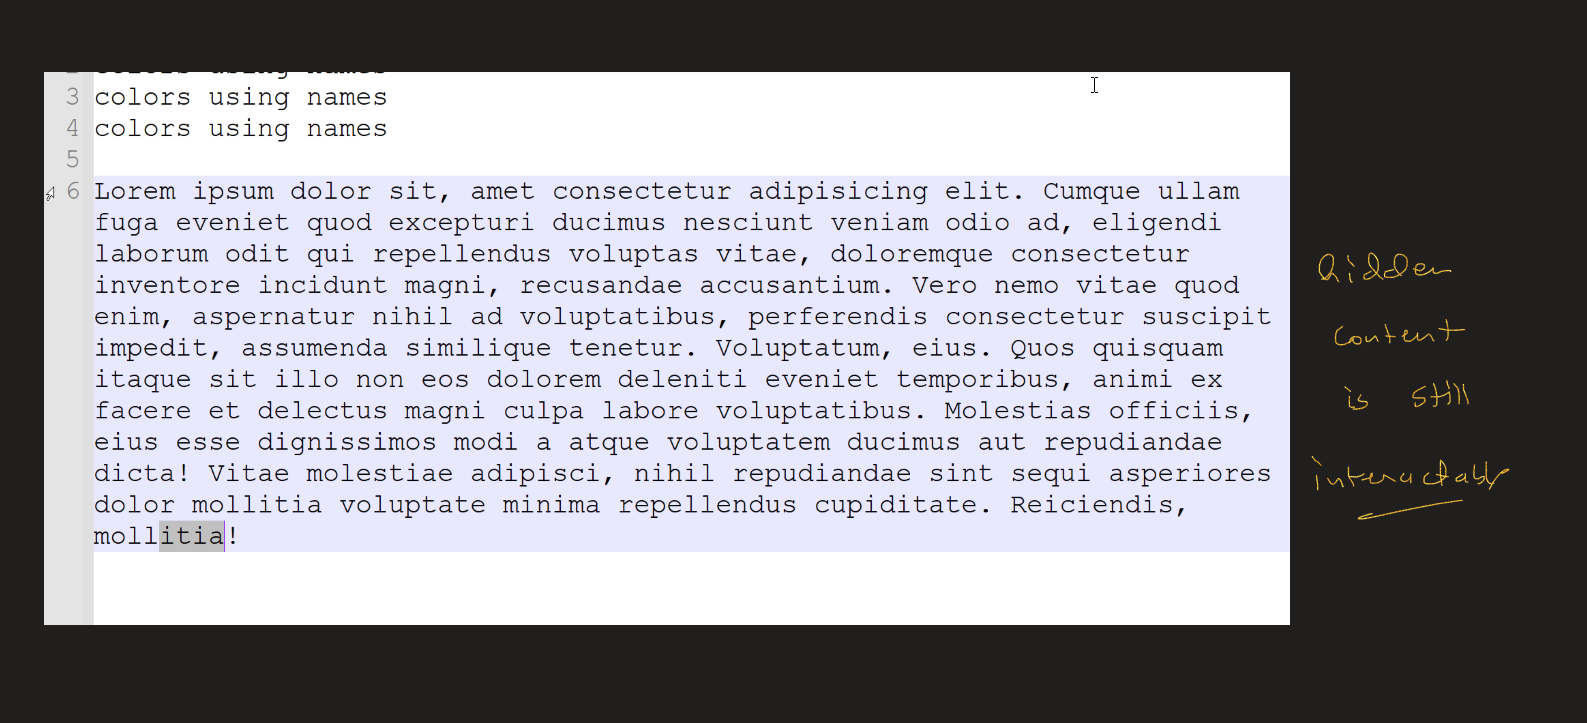 2 colors using names
3 colors using names
4 colors using names
5
6 Lorem ipsum dolor sit, amet consectetur adipisicing elit. Cumque ullam
fuga eveniet quod excepturi ducimus nesciunt veniam odio ad, eligendi
laborum odit qui repellendus voluptas vitae, doloremque consectetur
inventore incidunt magni, recusandae accusantium. Vero nemo vitae quod
enim, aspernatur nihil ad voluptatibus, perferendis consectetur suscipit
impedit, assumenda similique tenetur. Voluptatum, eius. Quos quisquam
itaque sit illo non eos dolorem deleniti eveniet temporibus, animi ex
facere et delectus magni culpa labore voluptatibus. Molestias officiis,
eius esse dignissimos modi a atque voluptatem ducimus aut repudiandae
dicta! Vitae molestiae adipisci, nihil repudiandae sint sequi asperiores
dolor mollitia voluptate minima repellendus cupiditate. Reiciendis,
mollitia!
hidden
content
is still
interactable